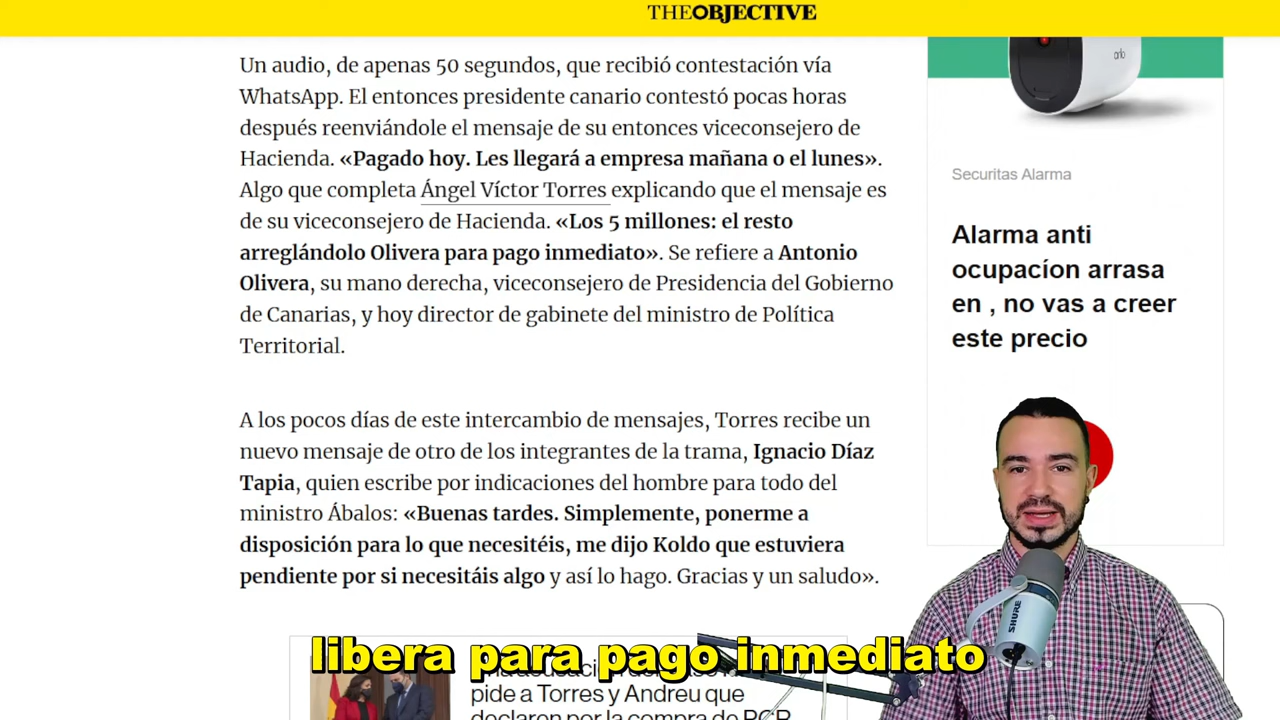 THEOBJECTIVE
Un audio, de apenas 50 segundos, que recibió contestación vía
WhatsApp. El entonces presidente canario contestó pocas horas
después reenviándole el mensaje de su entonces viceconsejero de
Hacienda. «Pagado hoy. Les llegará a empresa mañana o el lunes».
Algo que completa Ángel Víctor Torres explicando que el mensaje es
de su viceconsejero de Hacienda. «Los 5 millones: el resto
arreglándolo Olivera para pago inmediato». Se refiere a Antonio
Olivera, su mano derecha, viceconsejero de Presidencia del Gobierno
de Canarias, y hoy director de gabinete del ministro de Política
Territorial.
A los pocos días de este intercambio de mensajes, Torres recibe un
nuevo mensaje de otro de los integrantes de la trama, Ignacio Díaz
Tapia, quien escribe por indicaciones del hombre para todo del
ministro Ábalos: «Buenas tardes. Simplemente, ponerme a
disposición para lo que necesitéis, me dijo Koldo que estuviera
pendiente por si necesitáis algo y así lo hago. Gracias y un saludo».
arlo
Securitas Alarma
Alarma anti
ocupacíon arrasa
en , no vas a creer
este precio
SHURE
libera para pago inmediato
pide a Torres y Andreu que
declaren por la compra de PCR